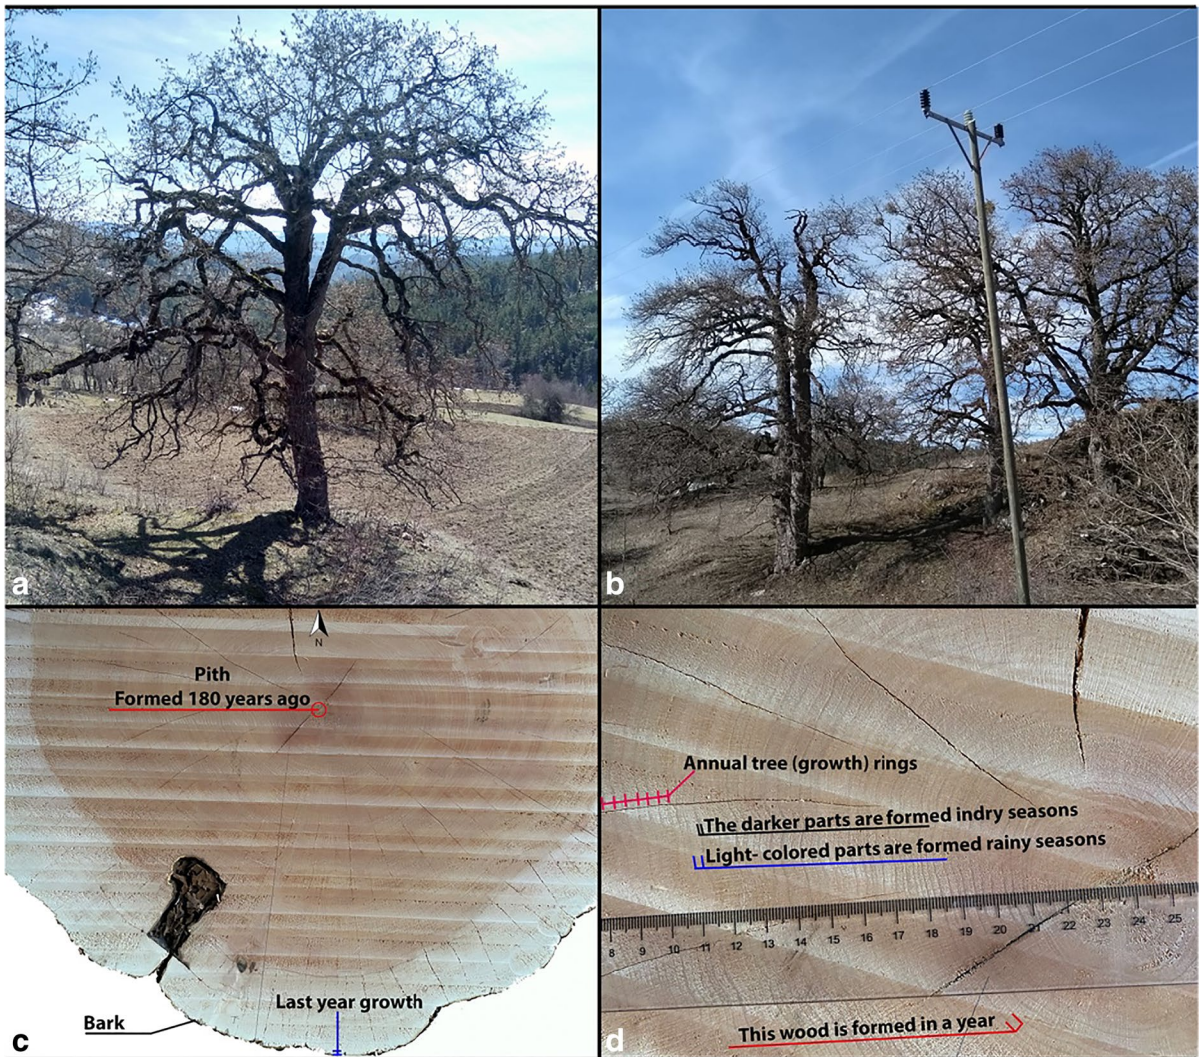 a
b
N
Pith
Formed 180 years ago
Last year growth
Bark
c
Annual tree (growth) rings
The darker parts are formed indry seasons
Light- colored parts are formed rainy seasons
8 9 10 11 12 13 14 15 16 17 18 19 20 21 22 23 24 25
This wood is formed in a year
d